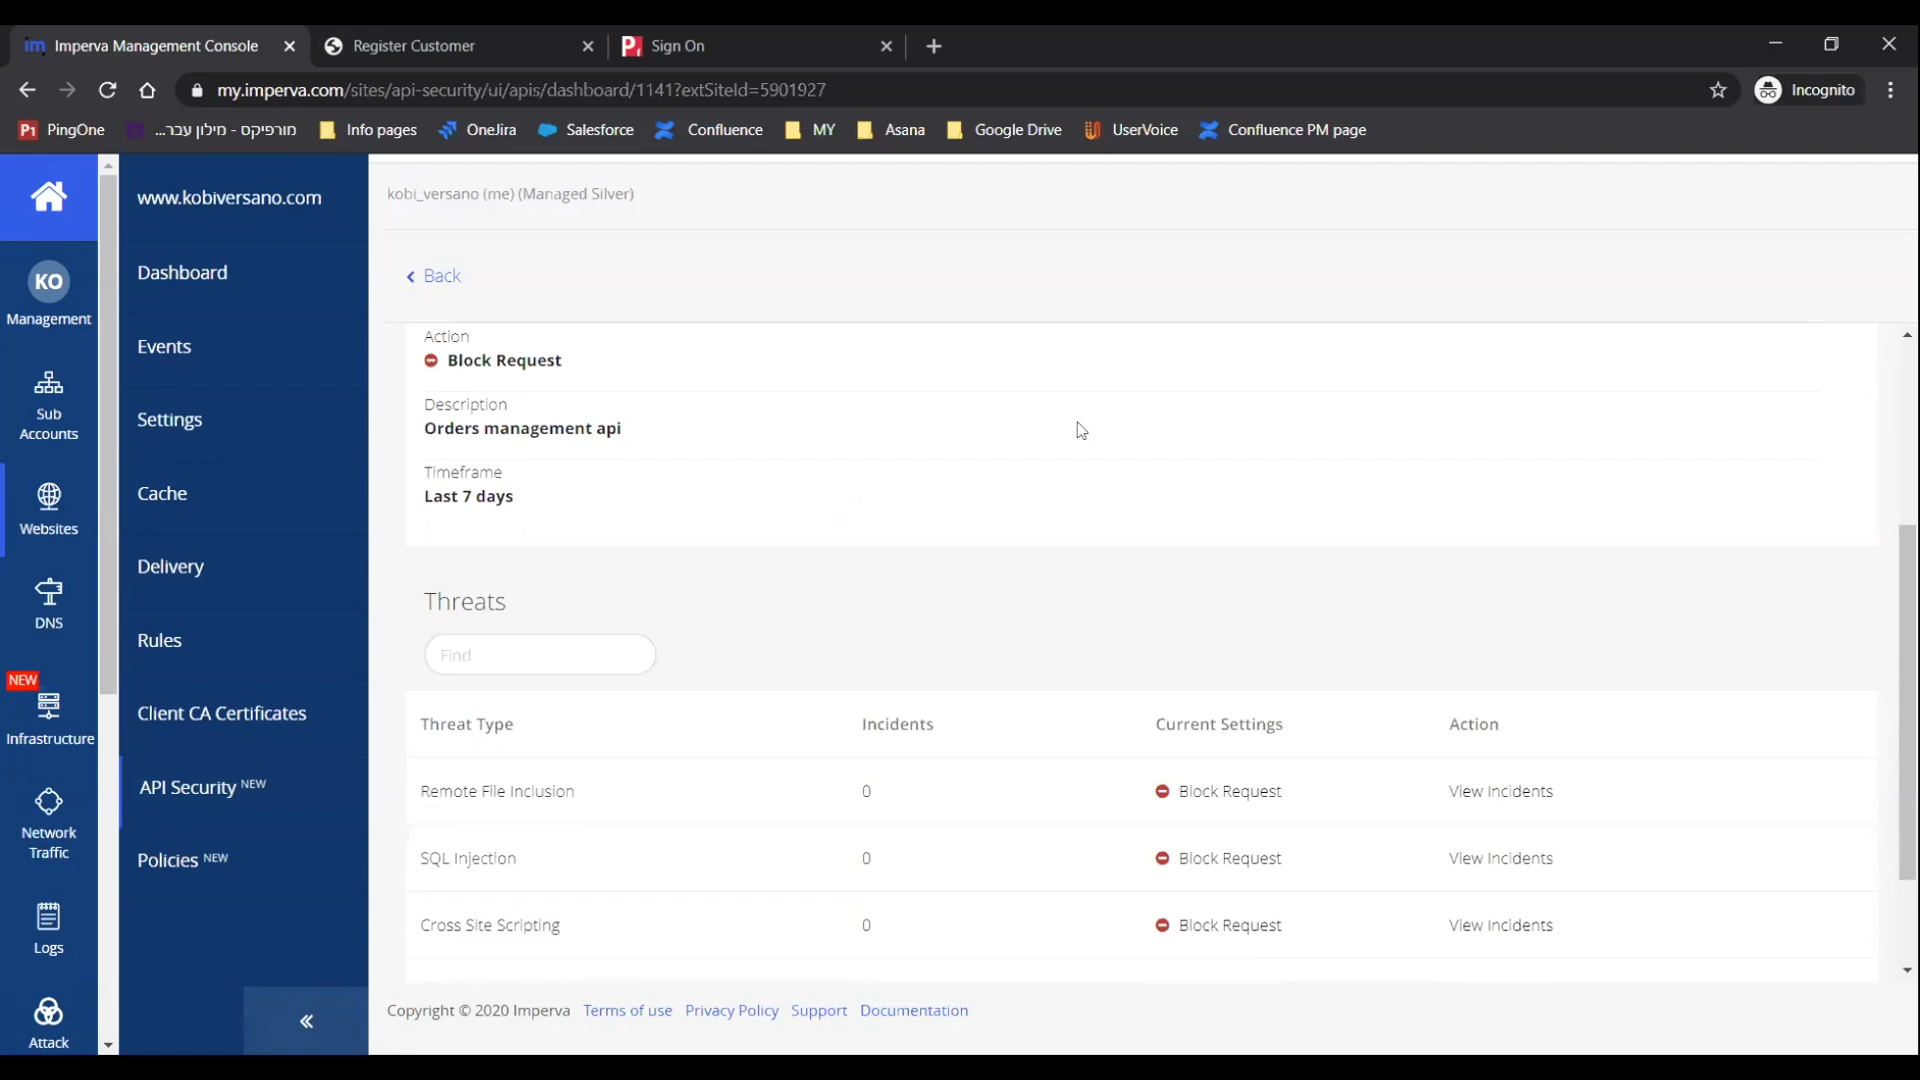 Imperva Management Console
Register Customer
Sign On
my.imperva.com/sites/api-security/ui/apis/dashboard/1141?extSiteId=5901927
Incognito
PingOne
מורפיקס - מילון עבר...
Info pages
OneJira
Salesforce
Confluence
MY
Asana
Google Drive
UserVoice
Confluence PM page
KO
Management
Sub
Accounts
Websites
DNS
NEW
Infrastructure
Network
Traffic
Logs
Attack
www.kobiversano.com
Dashboard
Events
Settings
Cache
Delivery
Rules
Client CA Certificates
API Security NEW
Policies NEW
kobi_versano (me) (Managed Silver)
Back
Action
Block Request
Description
Orders management api
Timeframe
Last 7 days
Threats
Find
Threat Type Incidents Current Settings Action
Remote File Inclusion 0 Block Request View Incidents
SQL Injection 0 Block Request View Incidents
Cross Site Scripting 0 Block Request View Incidents
Copyright © 2020 Imperva Terms of use Privacy Policy Support Documentation